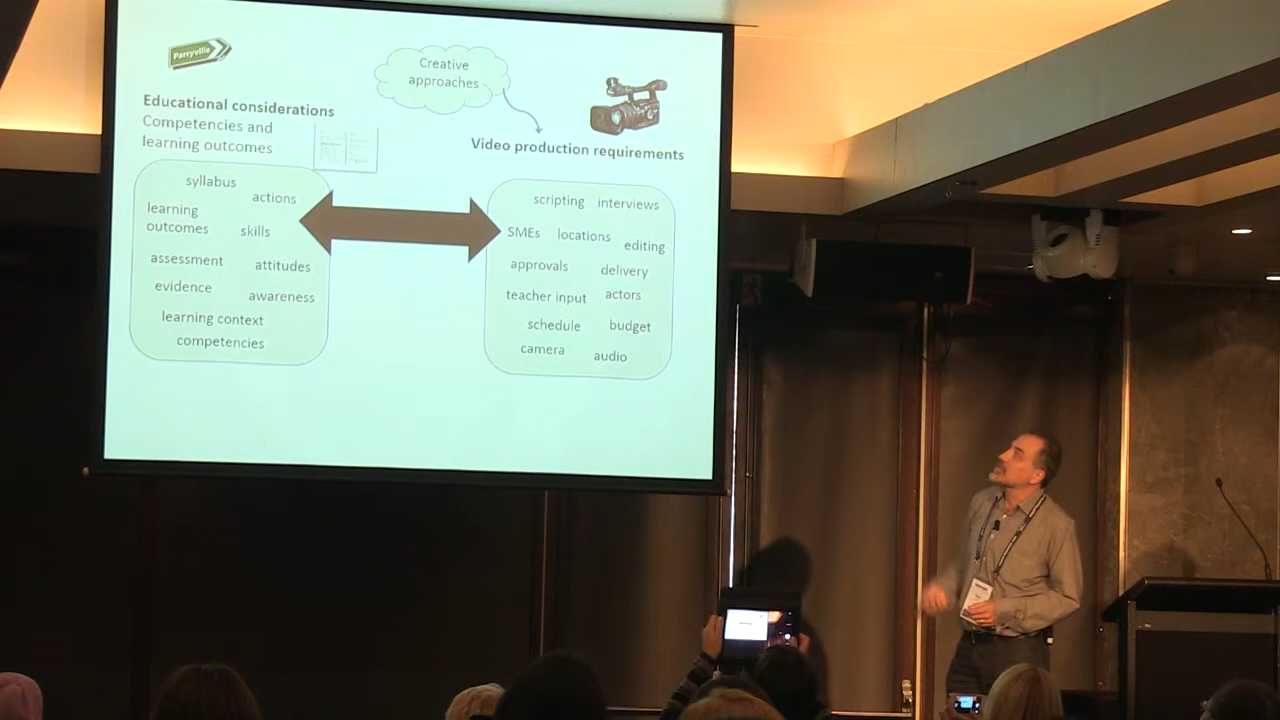 Parryville
Creative
approaches
Educational considerations
Competencies and
learning outcomes
Video production requirements
syllabus
actions
learning
outcomes
skills
assessment
attitudes
evidence
awareness
learning context
competencies
scripting
interviews
SMEs
locations
editing
approvals
delivery
teacher input
actors
schedule
budget
camera
audio